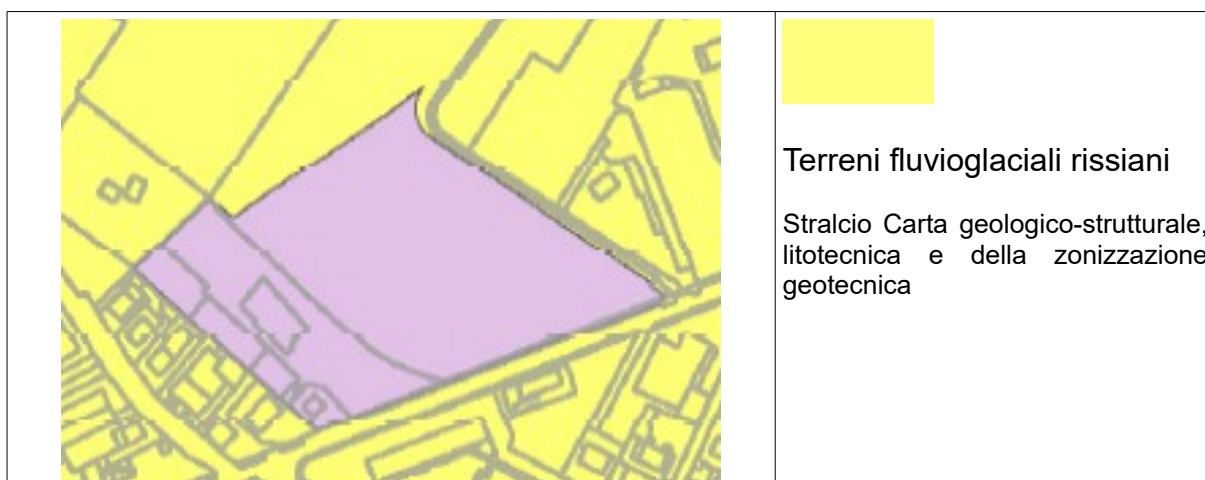 Terreni fluvioglaciali rissiani
Stralcio Carta geologico-strutturale,
litotecnica e della zonizzazione
geotecnica